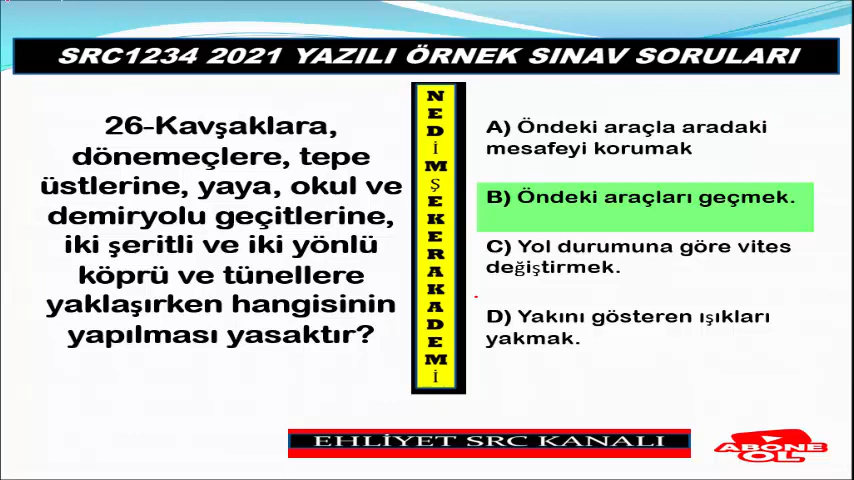 SRC1234 2021 YAZILI ÖRNEK SINAV SORULARI
26-Kavşaklara,
dönemeçlere, tepe
üstlerine, yaya, okul ve
demiryolu geçitlerine,
iki şeritli ve iki yönlü
köprü ve tünellere
yaklaşırken hangisinin
yapılması yasaktır?
NEDİMŞEKERAKADEMİ
A) Öndeki araçla aradaki
mesafeyi korumak
B) Öndeki araçları geçmek.
C) Yol durumuna göre vites
değiştirmek.
D) Yakını gösteren ışıkları
yakmak.
EHLİYET SRC KANALI
ABONE
OL